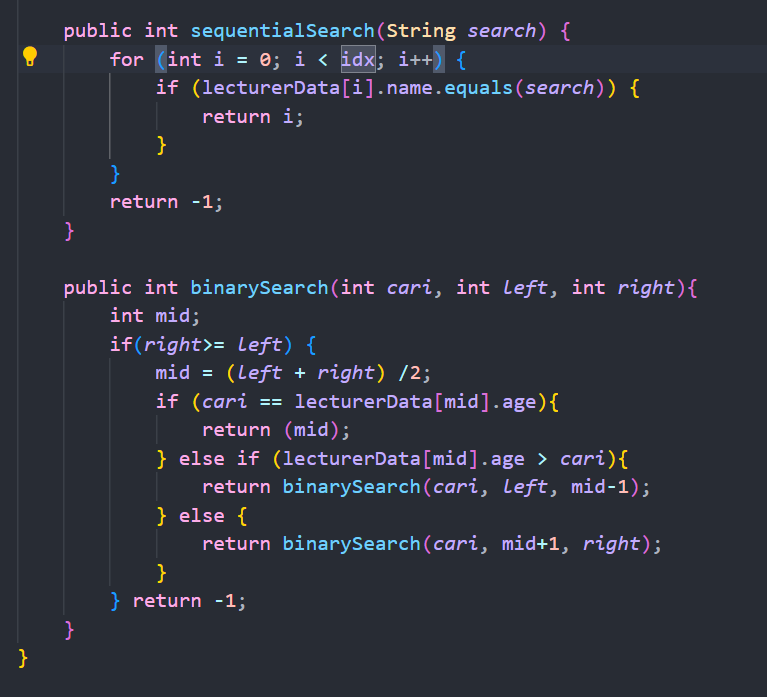 public int sequentialSearch(String search) {
    for (int i = 0; i < idx; i++) {
        if (lecturerData[i].name.equals(search)) {
            return i;
        }
    }
    return -1;
}

public int binarySearch(int cari, int left, int right){
    int mid;
    if(right>= left) {
        mid = (left + right) /2;
        if (cari == lecturerData[mid].age){
            return (mid);
        } else if (lecturerData[mid].age > cari){
            return binarySearch(cari, left, mid-1);
        } else {
            return binarySearch(cari, mid+1, right);
        }
    } return -1;
}
}